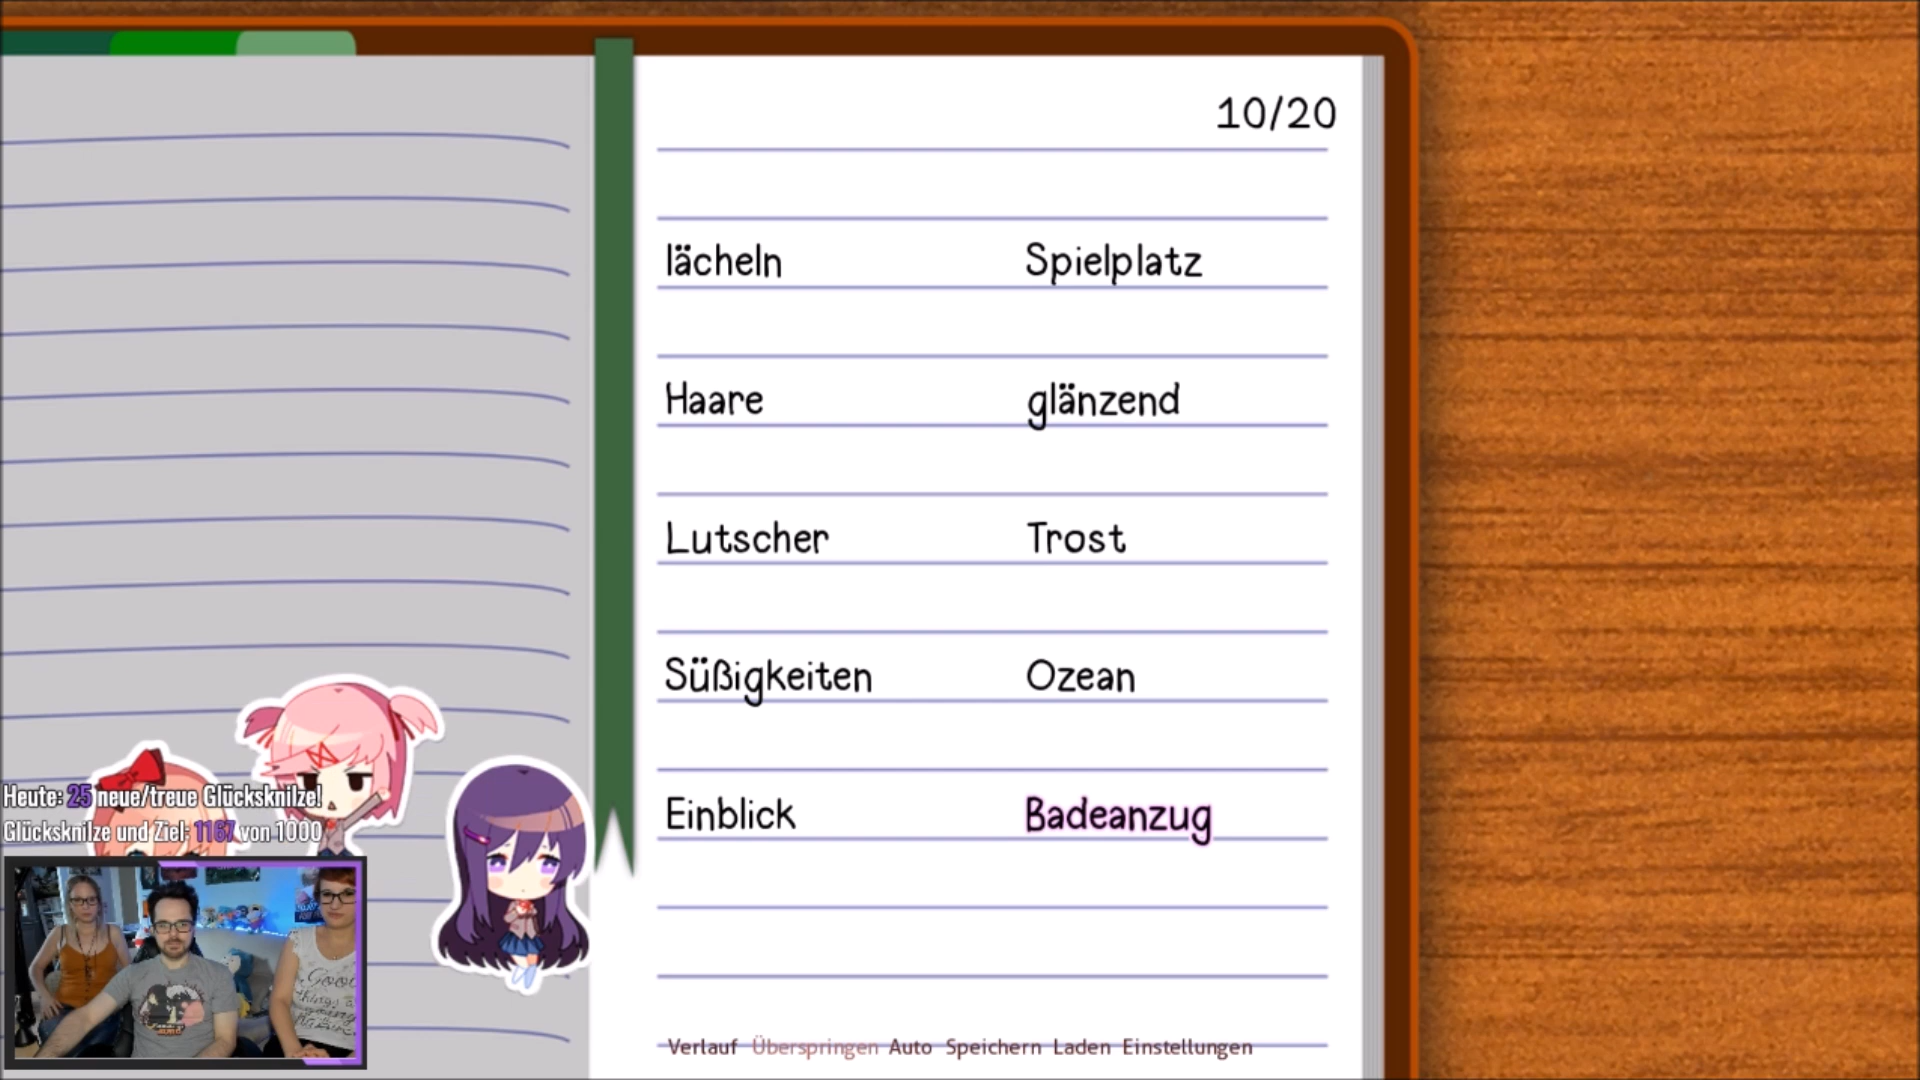 10/20
lächeln Spielplatz
Haare glänzend
Lutscher Trost
Süßigkeiten Ozean
Einblick Badeanzug
Heute: 25 neue/treue Glücksknilze!
Glücksknilze und Ziel: 1167 von 1000
Verlauf Überspringen Auto Speichern Laden Einstellungen